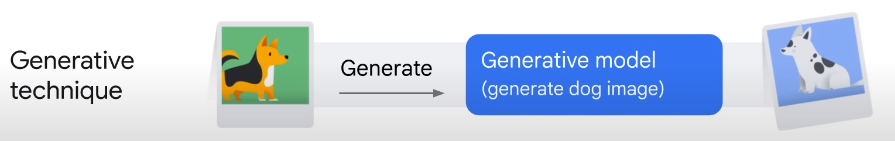 Generative
technique
Generate
Generative model
(generate dog image)